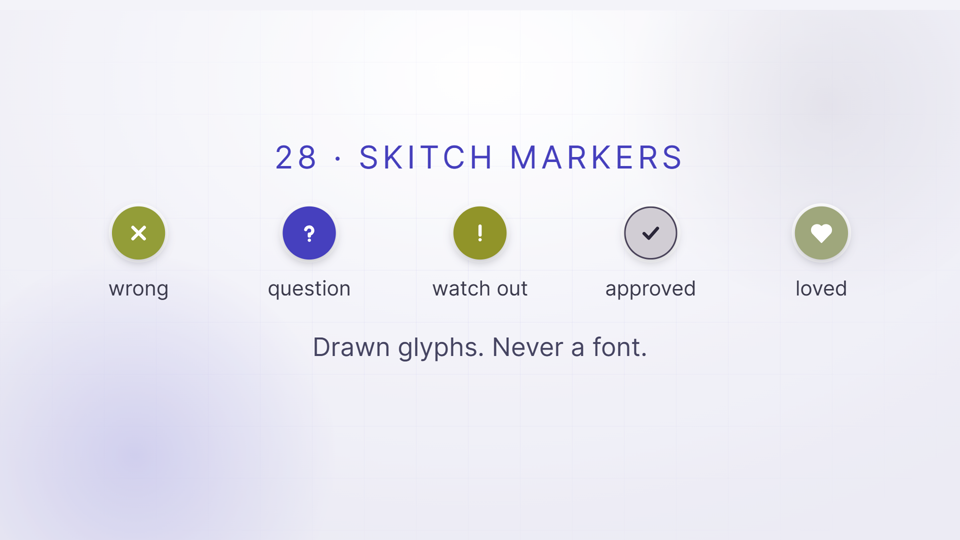 28 · SKITCH MARKERS
wrong question watch out approved loved
Drawn glyphs. Never a font.